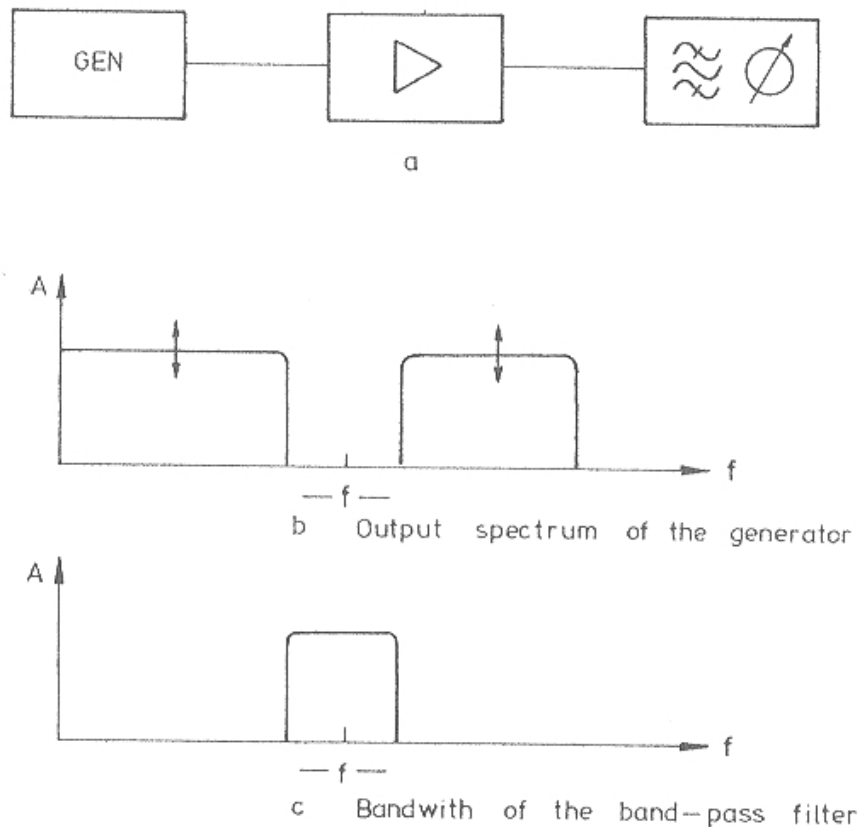 GEN
a
A
f
— f —
b Output spectrum of the generator
A
f
— f —
c Bandwith of the band-pass filter